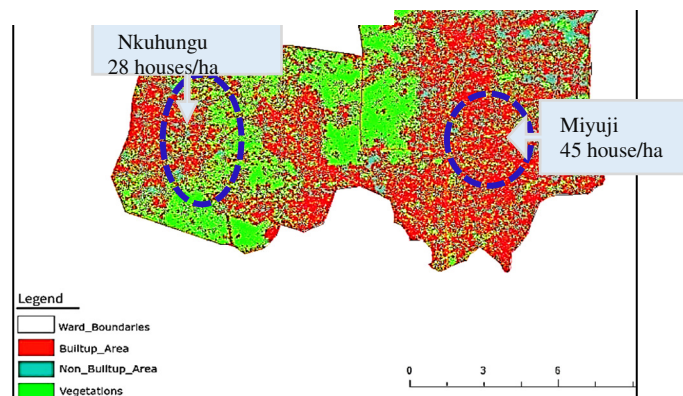 Nkuhungu
28 houses/ha
Miyuji
45 house/ha
Legend
Ward_Boundaries
Builtup_Area
Non_Builtup_Area
Vegetations
0 3 6